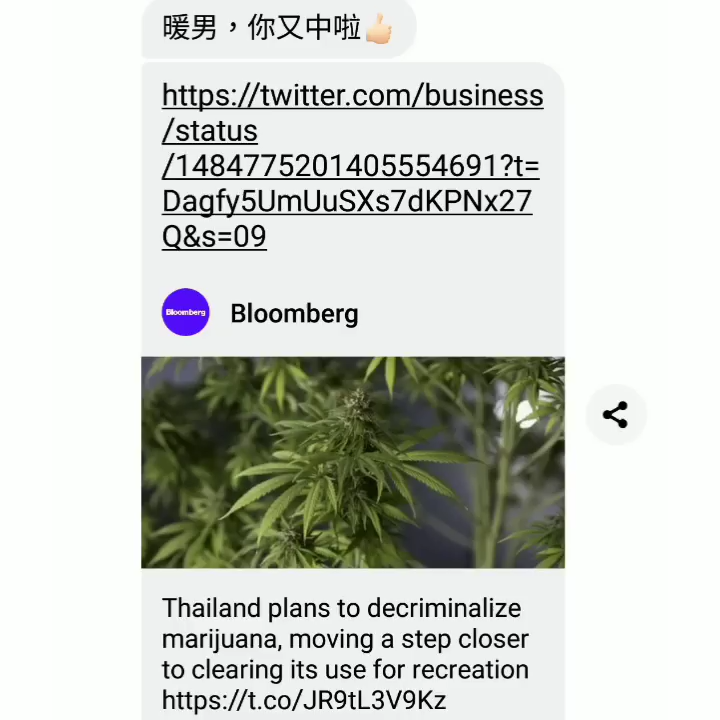 暖男，你又中啦👍🏻
https://twitter.com/business
/status
/1484775201405554691?t=
Dagfy5UmUuSXs7dKPNx27
Q&s=09
Bloomberg
Bloomberg
Thailand plans to decriminalize
marijuana, moving a step closer
to clearing its use for recreation
https://t.co/JR9tL3V9Kz